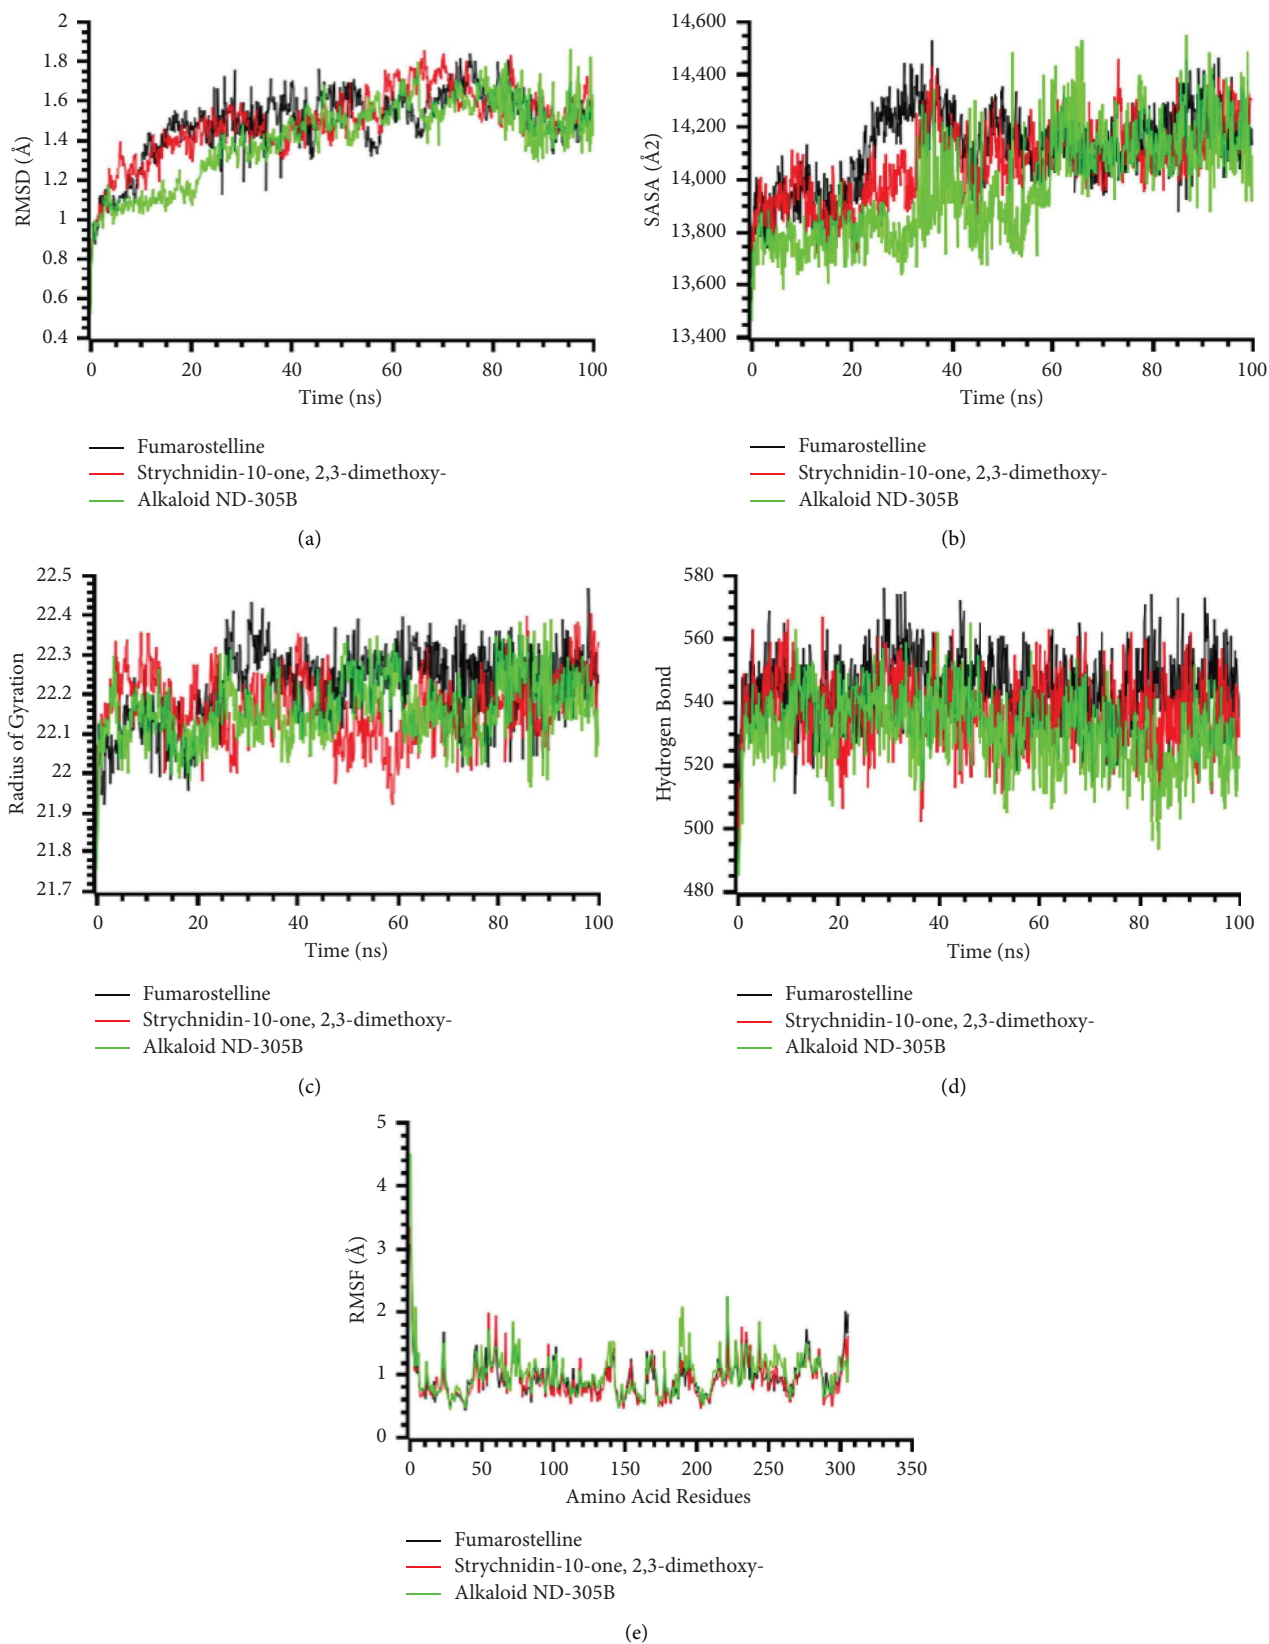 2
1.8
1.6
1.4
1.2
1
0.8
0.6
0.4
RMSD (Å)
0 20 40 60 80 100
Time (ns)
Fumarostelline
Strychnidin-10-one, 2,3-dimethoxy-
Alkaloid ND-305B
(a)
14,600
14,400
14,200
14,000
13,800
13,600
13,400
SASA (Å2)
0 20 40 60 80 100
Time (ns)
Fumarostelline
Strychnidin-10-one, 2,3-dimethoxy-
Alkaloid ND-305B
(b)
22.5
22.4
22.3
22.2
22.1
22
21.9
21.8
21.7
Radius of Gyration
0 20 40 60 80 100
Time (ns)
Fumarostelline
Strychnidin-10-one, 2,3-dimethoxy-
Alkaloid ND-305B
(c)
580
560
540
520
500
480
Hydrogen Bond
0 20 40 60 80 100
Time (ns)
Fumarostelline
Strychnidin-10-one, 2,3-dimethoxy-
Alkaloid ND-305B
(d)
5
4
3
2
1
0
RMSF (Å)
0 50 100 150 200 250 300 350
Amino Acid Residues
Fumarostelline
Strychnidin-10-one, 2,3-dimethoxy-
Alkaloid ND-305B
(e)